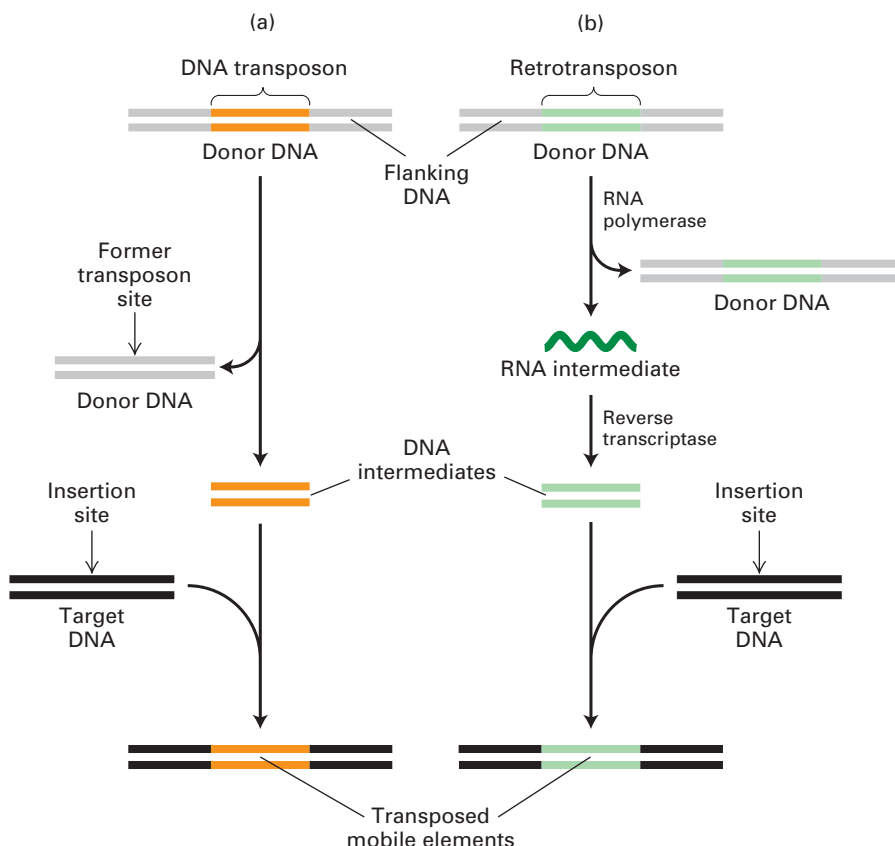 (a)
(b)
DNA transposon
Retrotransposon
Donor DNA
Donor DNA
Flanking
DNA
RNA
polymerase
Former
transposon
site
Donor DNA
Donor DNA
RNA intermediate
Reverse
transcriptase
DNA
intermediates
Insertion
site
Insertion
site
Target
DNA
Target
DNA
Transposed
mobile elements